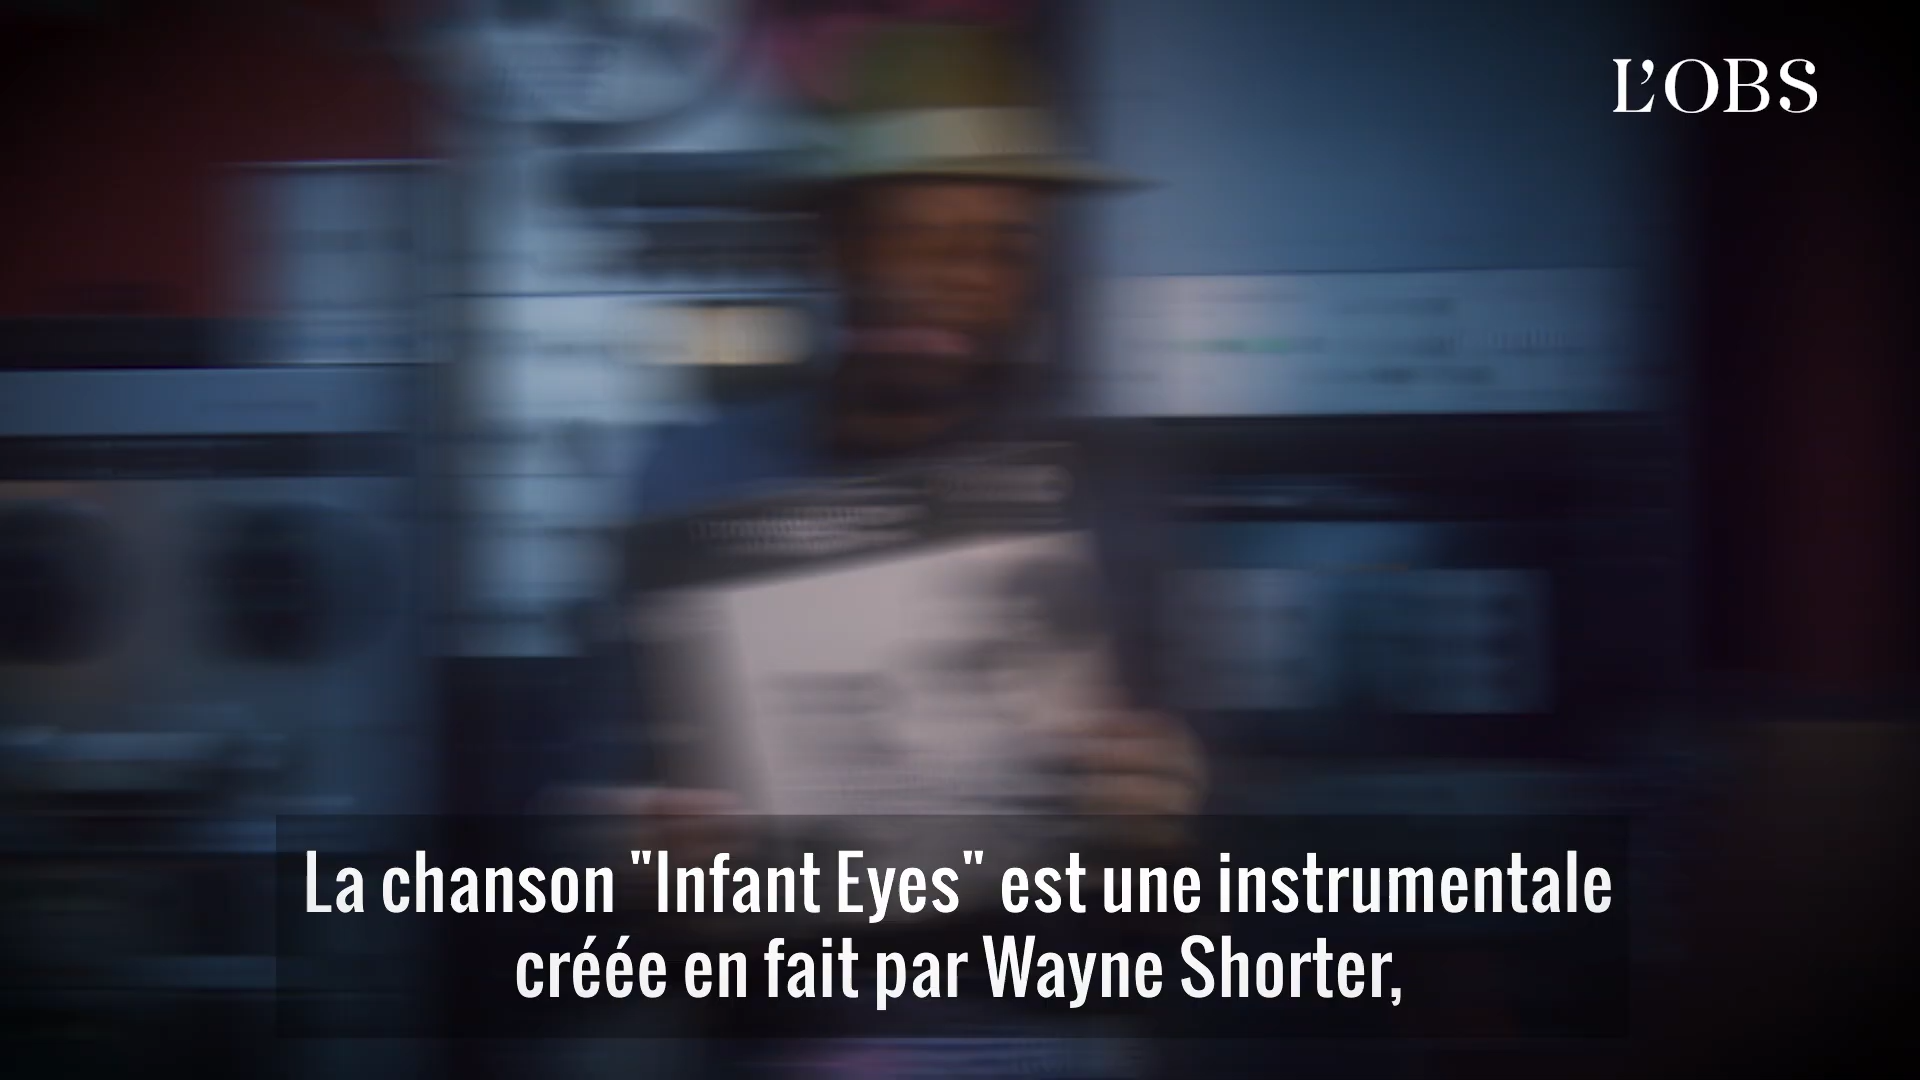 L'OBS
La chanson "Infant Eyes" est une instrumentale
créée en fait par Wayne Shorter,